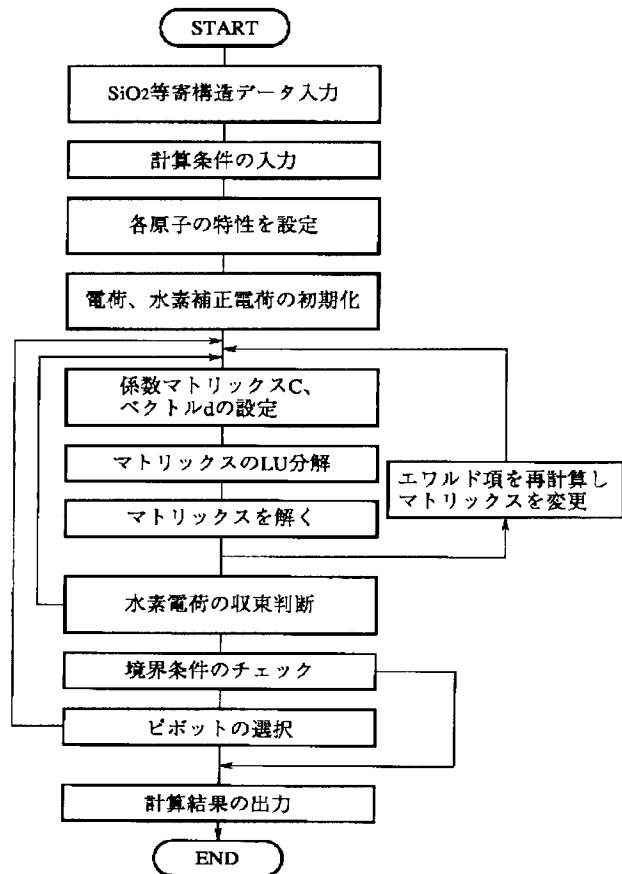 START
SiO2等寄構造データ入力
計算条件の入力
各原子の特性を設定
電荷、水素補正電荷の初期化
係数マトリックスC、
ベクトルdの設定
マトリックスのLU分解
マトリックスを解く
エワルド項を再計算し
マトリックスを変更
水素電荷の収束判断
境界条件のチェック
ピボットの選択
計算結果の出力
END